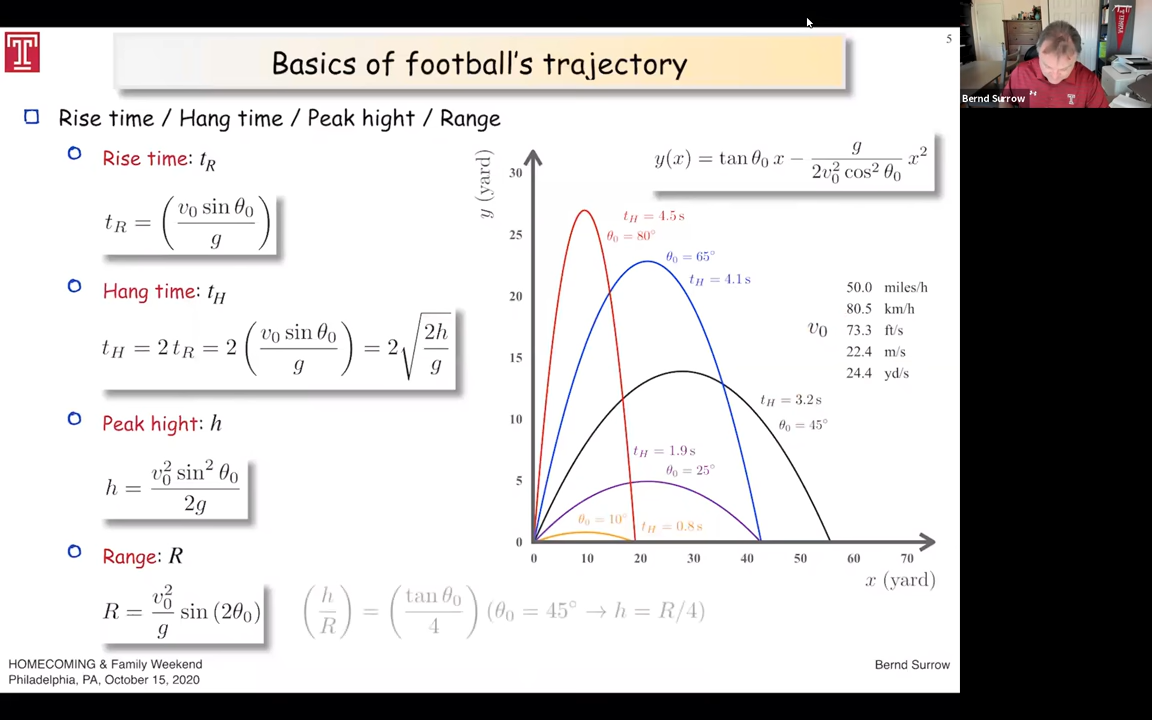 5
Basics of football's trajectory
Bernd Surrow
Rise time / Hang time / Peak hight / Range
Rise time: t_R
t_R = (v_0 sin θ_0 / g)
Hang time: t_H
t_H = 2 t_R = 2 (v_0 sin θ_0 / g) = 2 √(2h / g)
Peak hight: h
h = v_0^2 sin^2 θ_0 / 2g
Range: R
R = v_0^2 / g sin (2θ_0)
(h / R) = (tan θ_0 / 4) (θ_0 = 45° → h = R/4)
y(x) = tan θ_0 x − g / 2v_0^2 cos^2 θ_0 x^2
y (yard)
30
25
20
15
10
5
0
t_H = 4.5 s
θ_0 = 80°
θ_0 = 65°
t_H = 4.1 s
t_H = 3.2 s
θ_0 = 45°
t_H = 1.9 s
θ_0 = 25°
θ_0 = 10°
t_H = 0.8 s
v_0
50.0 miles/h
80.5 km/h
73.3 ft/s
22.4 m/s
24.4 yd/s
0 10 20 30 40 50 60 70
x (yard)
HOMECOMING & Family Weekend
Philadelphia, PA, October 15, 2020
Bernd Surrow